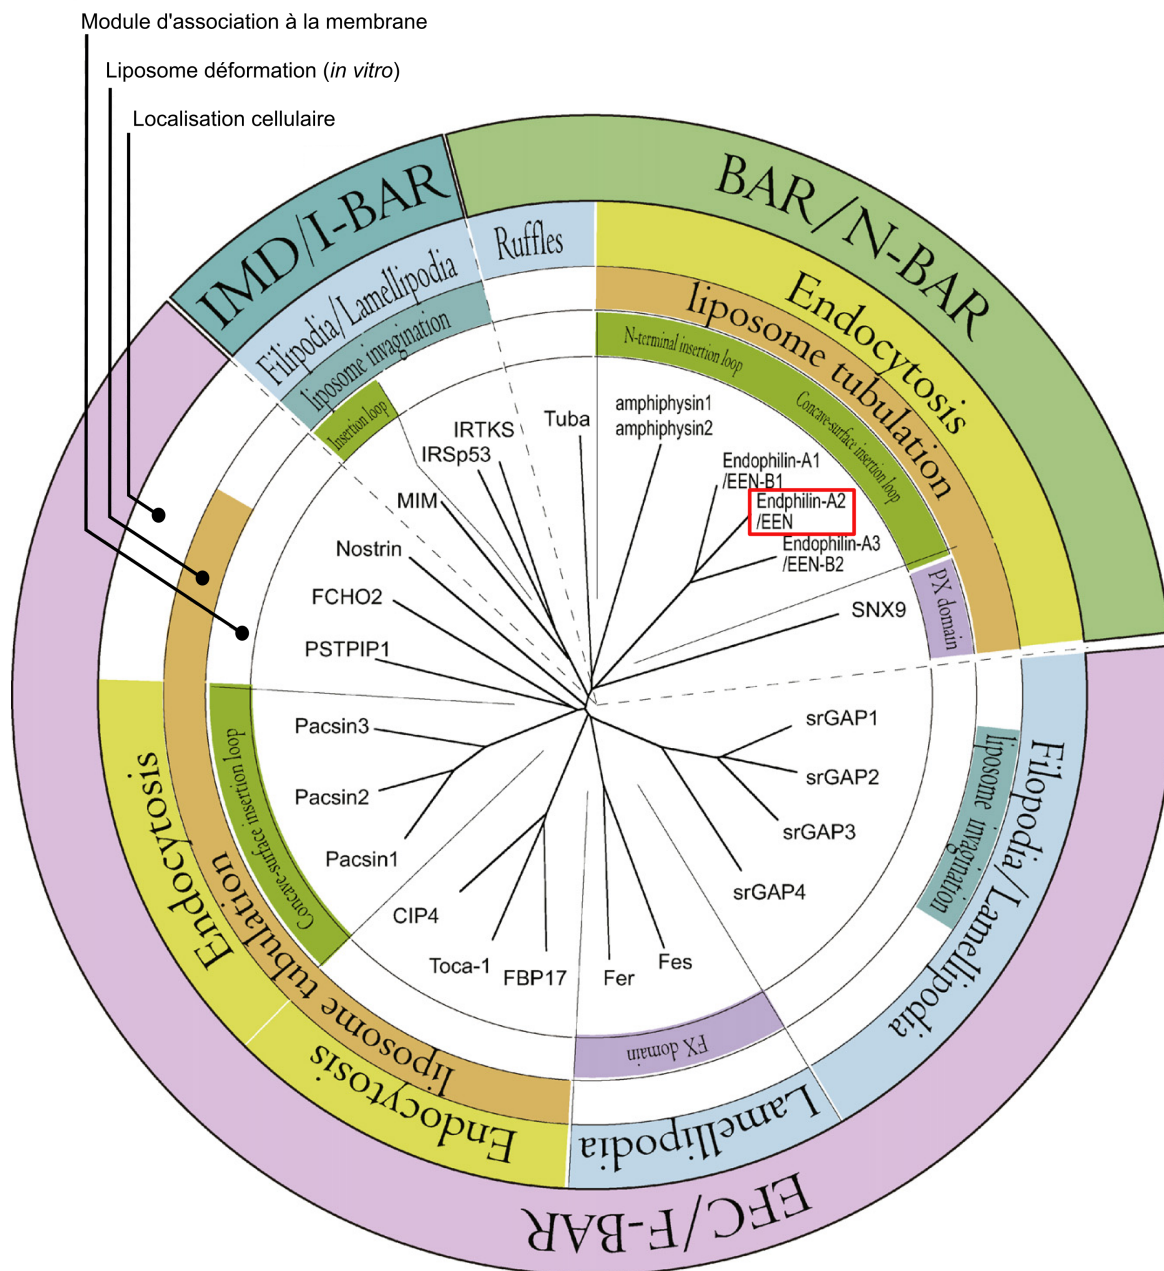 Module d'association à la membrane
Liposome déformation (in vitro)
Localisation cellulaire
IMD/I-BAR
BAR/N-BAR
Filipodia/Lamellipodia
Ruffles
Endocytosis
liposome invagination
liposome tubulation
Insertion loop
N-terminal insertion loop
Concave-surface insertion loop
PX domain
IRTKS
IRSp53
MIM
Tuba
amphiphysin1
amphiphysin2
Endophilin-A1
/EEN-B1
Endphilin-A2
/EEN
Endophilin-A3
/EEN-B2
SNX9
Nostrin
FCHO2
PSTPIP1
Pacsin3
Pacsin2
Pacsin1
CIP4
Toca-1
FBP17
Fer
Fes
srGAP1
srGAP2
srGAP3
srGAP4
Filopodia/Lamellipodia
liposome invagination
FX domain
Lamellipodia
Concave-surface insertion loop
liposome tubulation
Endocytosis
Endocytosis
EFC/F-BAR